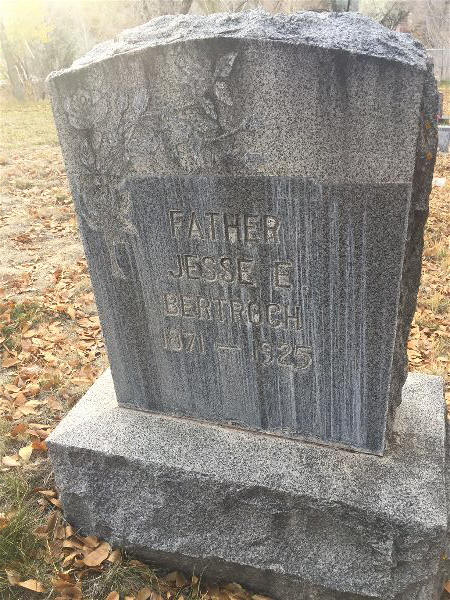 FATHER
JESSE E
BERTROCH
1871 – 1925